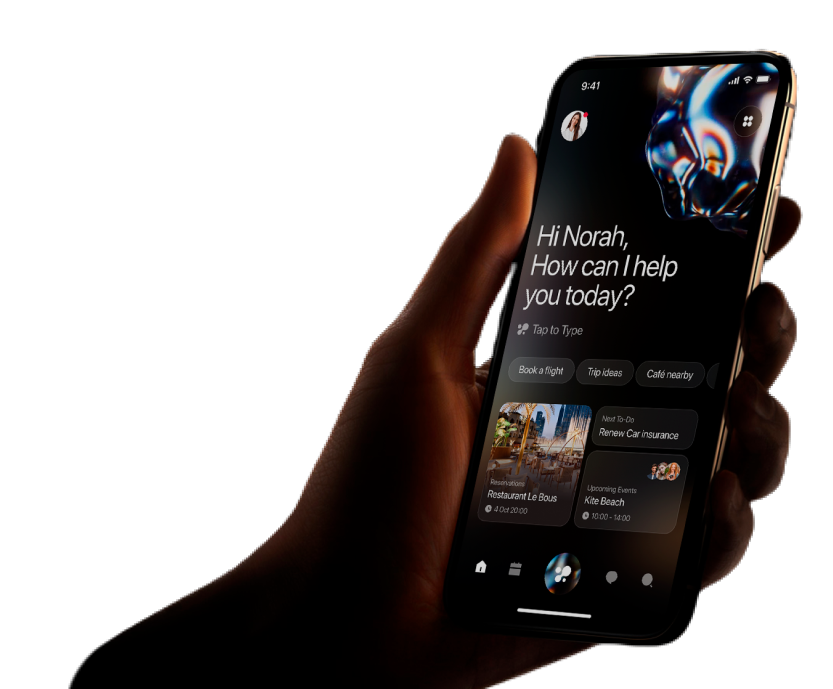 9:41
Hi Norah,
How can I help
you today?
Tap to Type
Book a flight
Trip ideas
Café nearby
Next To-Do
Renew Car insurance
Reservations
Restaurant Le Bous
4 Oct 20:00
Upcoming Events
Kite Beach
10:00 - 14:00